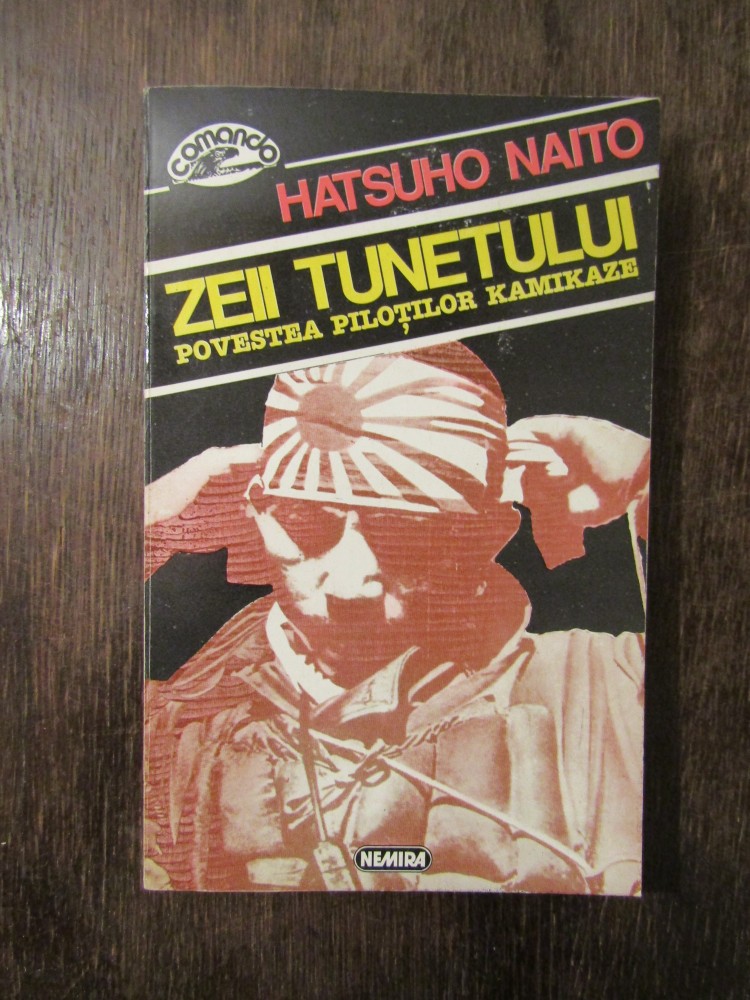 comando
HATSUHO NAITO
ZEII TUNETULUI
POVESTEA PILOȚILOR KAMIKAZE
NEMIRA